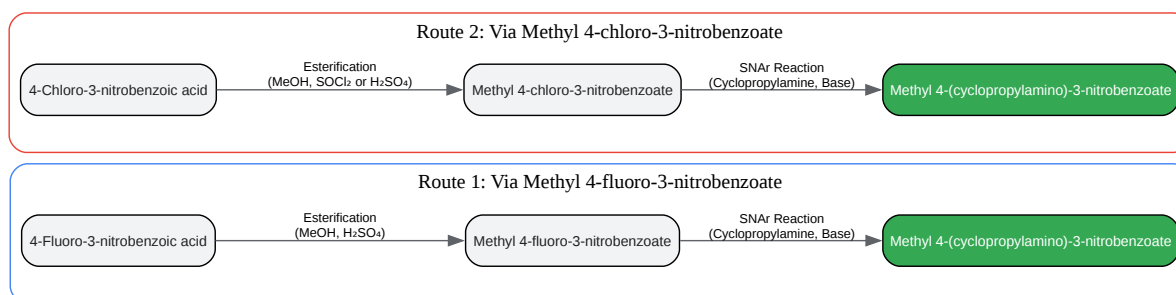 Route 2: Via Methyl 4-chloro-3-nitrobenzoate
4-Chloro-3-nitrobenzoic acid
Esterification
(MeOH, SOCl₂ or H₂SO₄)
Methyl 4-chloro-3-nitrobenzoate
SNAr Reaction
(Cyclopropylamine, Base)
Methyl 4-(cyclopropylamino)-3-nitrobenzoate
Route 1: Via Methyl 4-fluoro-3-nitrobenzoate
4-Fluoro-3-nitrobenzoic acid
Esterification
(MeOH, H₂SO₄)
Methyl 4-fluoro-3-nitrobenzoate
SNAr Reaction
(Cyclopropylamine, Base)
Methyl 4-(cyclopropylamino)-3-nitrobenzoate